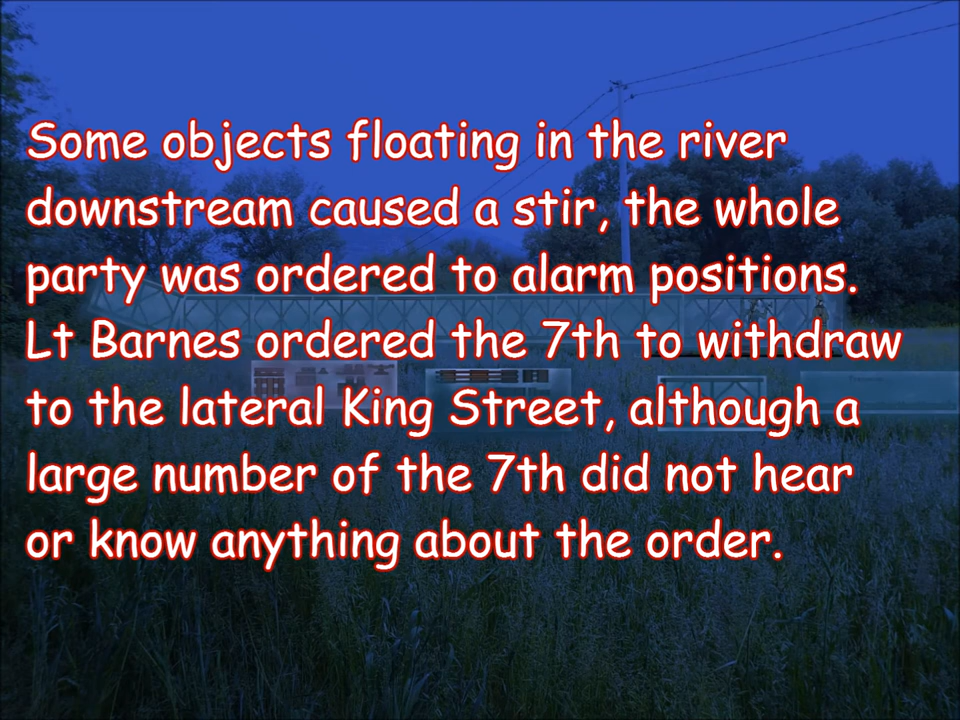 Some objects floating in the river
downstream caused a stir, the whole
party was ordered to alarm positions.
Lt Barnes ordered the 7th to withdraw
to the lateral King Street, although a
large number of the 7th did not hear
or know anything about the order.